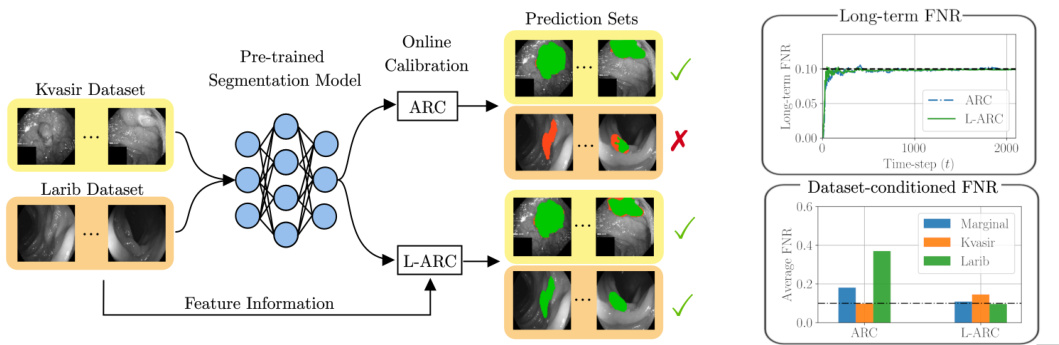 Pre-trained
Segmentation Model
Online
Calibration
Prediction Sets
Kvasir Dataset
...
Larib Dataset
...
ARC
L-ARC
Feature Information
...
✓
...
✗
...
✓
...
✓
Long-term FNR
Long-term FNR
0.10
0.05
0.00
ARC
L-ARC
0
1000
2000
Time-step (t)
Dataset-conditioned FNR
Average FNR
0.6
0.4
0.2
0.0
Marginal
Kvasir
Larib
ARC
L-ARC